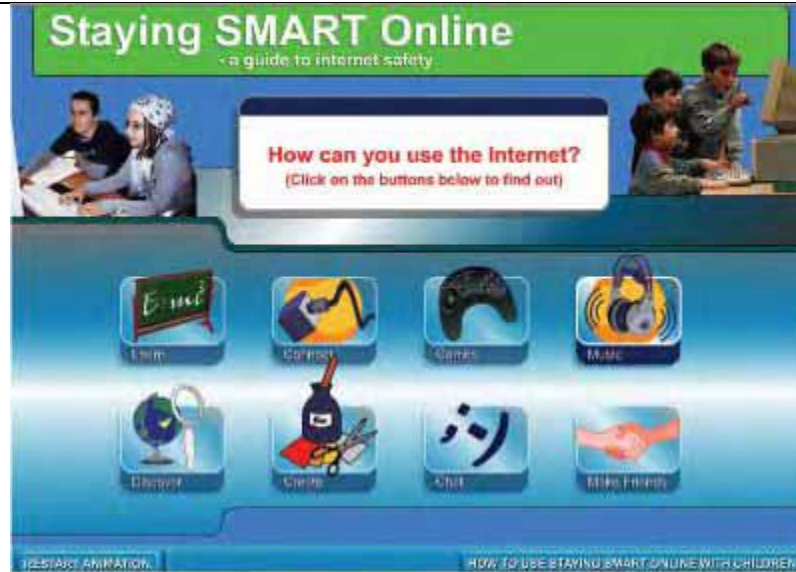 Staying SMART Online
- a guide to internet safety
How can you use the Internet?
(Click on the buttons below to find out)
E=mc²
Learn
Connect
Games
Music
Discover
Create
Chat
Make Friends
RESTART ANIMATION
HOW TO USE STAYING SMART ONLINE WITH CHILDREN